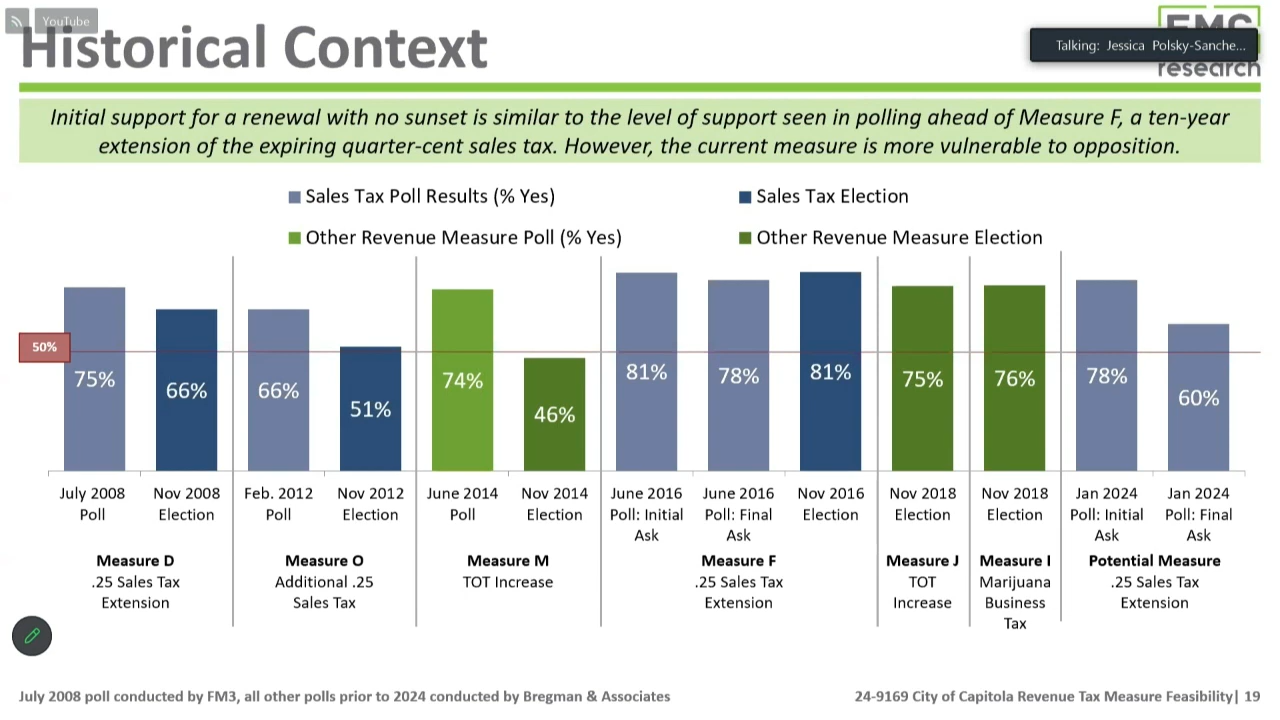 YouTube
Historical Context
EMC
research
Talking: Jessica Polsky-Sanche...
Initial support for a renewal with no sunset is similar to the level of support seen in polling ahead of Measure F, a ten-year
extension of the expiring quarter-cent sales tax. However, the current measure is more vulnerable to opposition.
Sales Tax Poll Results (% Yes)
Sales Tax Election
Other Revenue Measure Poll (% Yes)
Other Revenue Measure Election
50%
75%
66%
66%
51%
74%
46%
81%
78%
81%
75%
76%
78%
60%
July 2008
Poll
Nov 2008
Election
Feb. 2012
Poll
Nov 2012
Election
June 2014
Poll
Nov 2014
Election
June 2016
Poll: Initial
Ask
June 2016
Poll: Final
Ask
Nov 2016
Election
Nov 2018
Election
Nov 2018
Election
Jan 2024
Poll: Initial
Ask
Jan 2024
Poll: Final
Ask
Measure D
.25 Sales Tax
Extension
Measure O
Additional .25
Sales Tax
Measure M
TOT Increase
Measure F
.25 Sales Tax
Extension
Measure J
TOT
Increase
Measure I
Marijuana
Business
Tax
Potential Measure
.25 Sales Tax
Extension
July 2008 poll conducted by FM3, all other polls prior to 2024 conducted by Bregman & Associates
24-9169 City of Capitola Revenue Tax Measure Feasibility| 19